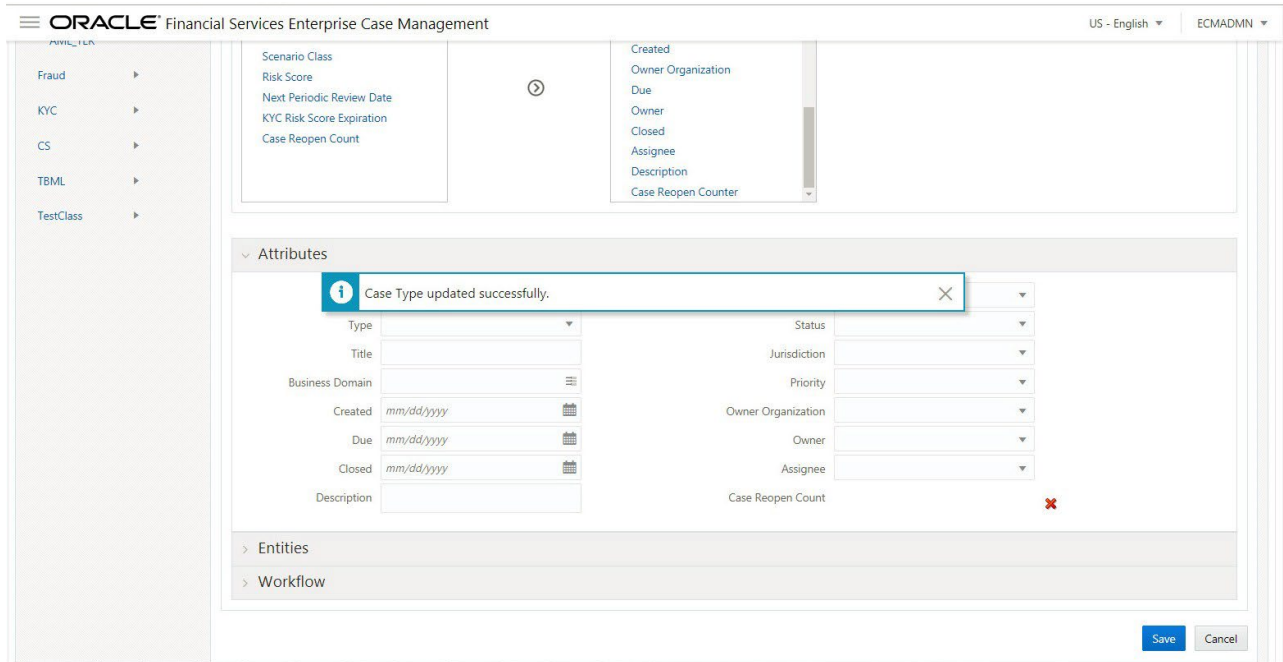 ORACLE® Financial Services Enterprise Case Management
US - English
ECMADMN
AML_TER
Fraud
KYC
CS
TBML
TestClass
Scenario Class
Risk Score
Next Periodic Review Date
KYC Risk Score Expiration
Case Reopen Count
Created
Owner Organization
Due
Owner
Closed
Assignee
Description
Case Reopen Counter
Attributes
Case Type updated successfully.
Type
Status
Title
Jurisdiction
Business Domain
Priority
Created mm/dd/yyyy
Owner Organization
Due mm/dd/yyyy
Owner
Closed mm/dd/yyyy
Assignee
Description
Case Reopen Count
Entities
Workflow
Save
Cancel